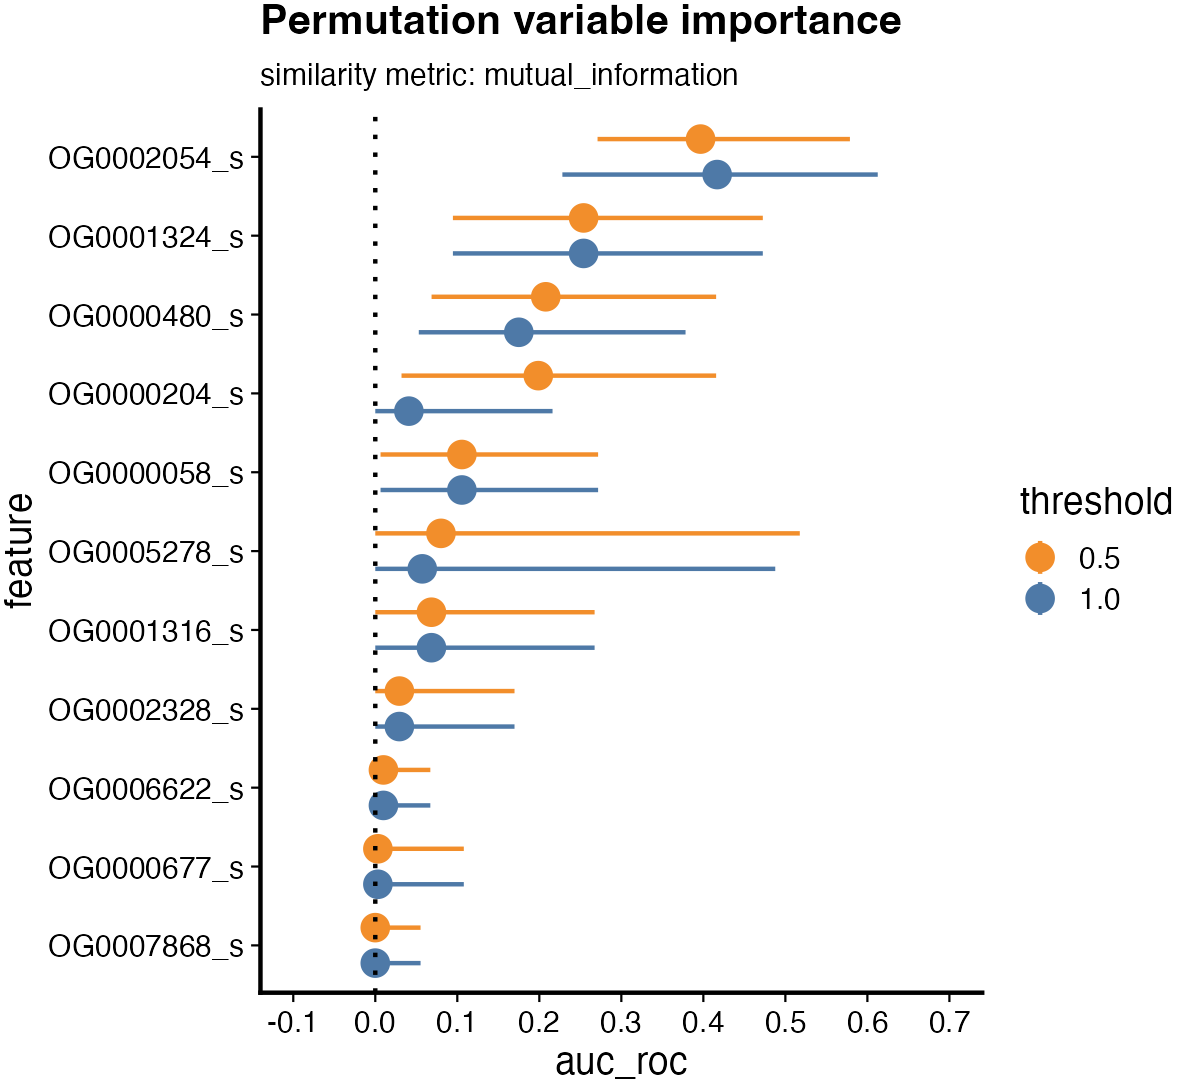 Permutation variable importance
similarity metric: mutual_information
OG0002054_s
OG0001324_s
OG0000480_s
OG0000204_s
OG0000058_s
OG0005278_s
OG0001316_s
OG0002328_s
OG0006622_s
OG0000677_s
OG0007868_s
feature
-0.1 0.0 0.1 0.2 0.3 0.4 0.5 0.6 0.7
auc_roc
threshold
0.5
1.0